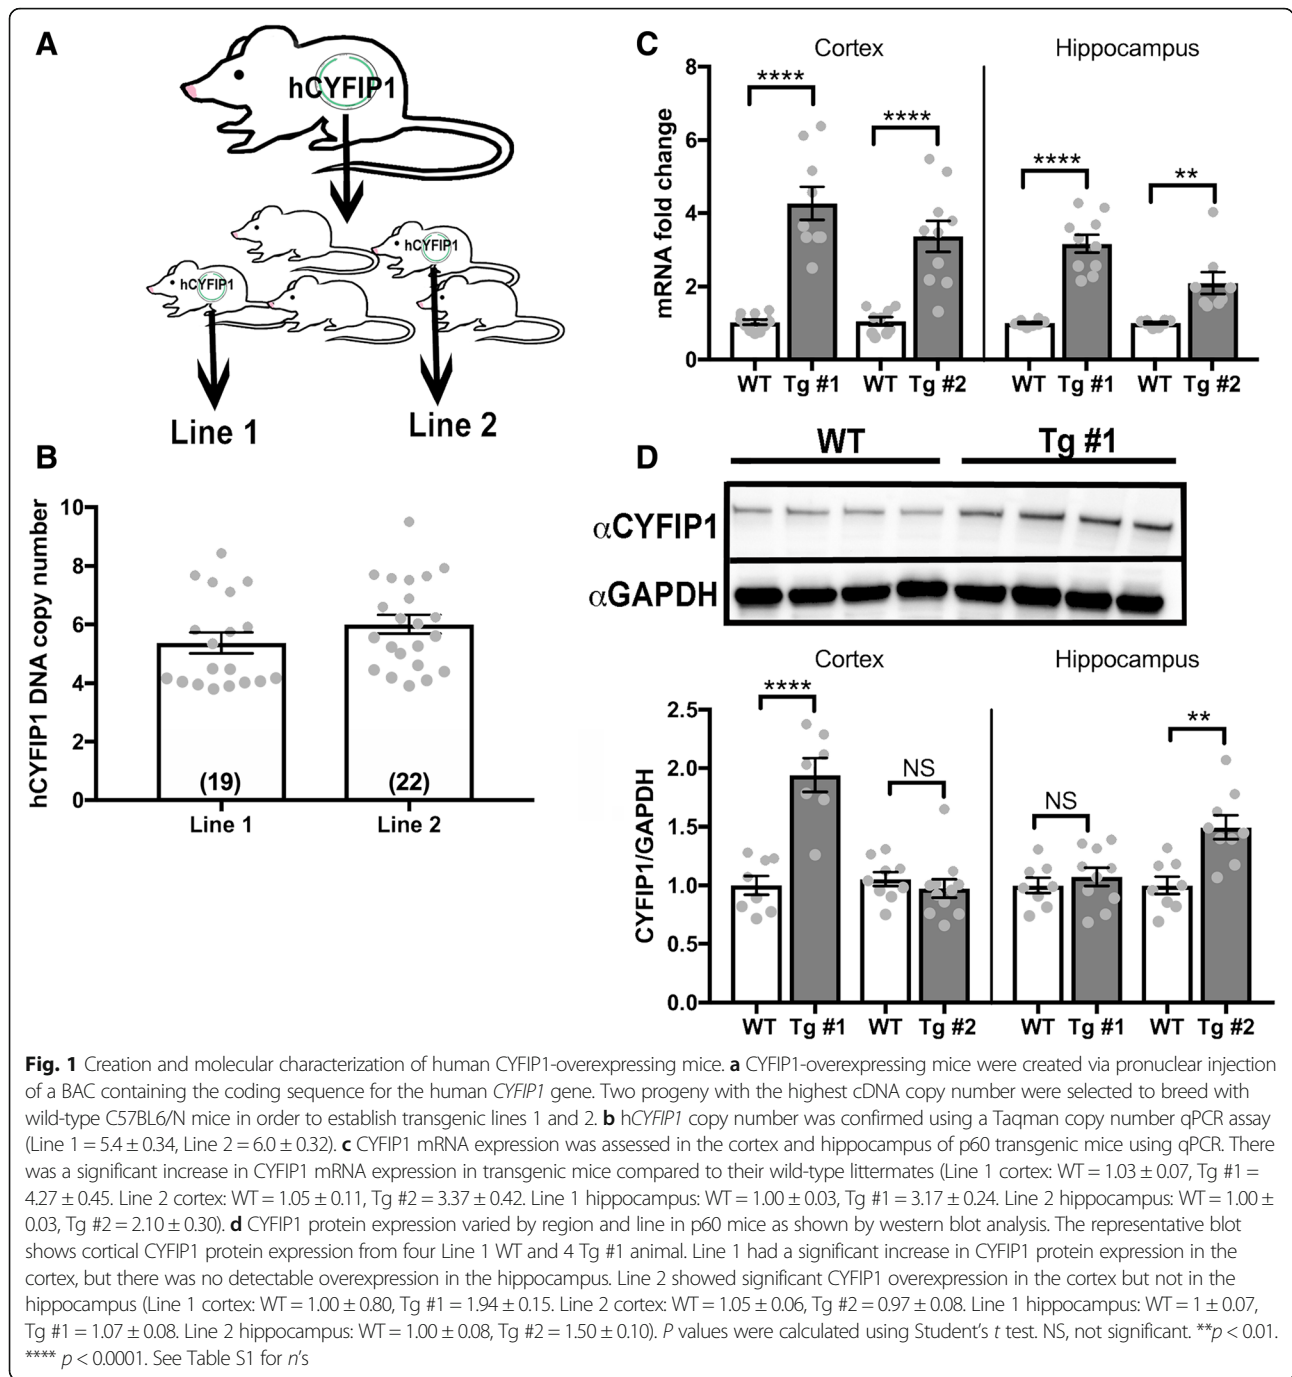 A
hCYFIP1
hCYFIP1
hCYFIP1
Line 1
Line 2
B
hCYFIP1 DNA copy number
10
8
6
4
2
0
(19)
(22)
Line 1
Line 2
C
Cortex
Hippocampus
mRNA fold change
8
6
4
2
0
****
****
****
**
WT
Tg #1
WT
Tg #2
WT
Tg #1
WT
Tg #2
D
WT
Tg #1
αCYFIP1
αGAPDH
Cortex
Hippocampus
CYFIP1/GAPDH
2.5
2.0
1.5
1.0
0.5
0.0
****
NS
NS
**
WT
Tg #1
WT
Tg #2
WT
Tg #1
WT
Tg #2
Fig. 1 Creation and molecular characterization of human CYFIP1-overexpressing mice. a CYFIP1-overexpressing mice were created via pronuclear injection
of a BAC containing the coding sequence for the human CYFIP1 gene. Two progeny with the highest cDNA copy number were selected to breed with
wild-type C57BL6/N mice in order to establish transgenic lines 1 and 2. b hCYFIP1 copy number was confirmed using a Taqman copy number qPCR assay
(Line 1 = 5.4 ± 0.34, Line 2 = 6.0 ± 0.32). c CYFIP1 mRNA expression was assessed in the cortex and hippocampus of p60 transgenic mice using qPCR. There
was a significant increase in CYFIP1 mRNA expression in transgenic mice compared to their wild-type littermates (Line 1 cortex: WT = 1.03 ± 0.07, Tg #1 =
4.27 ± 0.45. Line 2 cortex: WT = 1.05 ± 0.11, Tg #2 = 3.37 ± 0.42. Line 1 hippocampus: WT = 1.00 ± 0.03, Tg #1 = 3.17 ± 0.24. Line 2 hippocampus: WT = 1.00 ±
0.03, Tg #2 = 2.10 ± 0.30). d CYFIP1 protein expression varied by region and line in p60 mice as shown by western blot analysis. The representative blot
shows cortical CYFIP1 protein expression from four Line 1 WT and 4 Tg #1 animal. Line 1 had a significant increase in CYFIP1 protein expression in the
cortex, but there was no detectable overexpression in the hippocampus. Line 2 showed significant CYFIP1 overexpression in the cortex but not in the
hippocampus (Line 1 cortex: WT = 1.00 ± 0.80, Tg #1 = 1.94 ± 0.15. Line 2 cortex: WT = 1.05 ± 0.06, Tg #2 = 0.97 ± 0.08. Line 1 hippocampus: WT = 1 ± 0.07,
Tg #1 = 1.07 ± 0.08. Line 2 hippocampus: WT = 1.00 ± 0.08, Tg #2 = 1.50 ± 0.10). P values were calculated using Student's t test. NS, not significant. **p < 0.01.
**** p < 0.0001. See Table S1 for n's